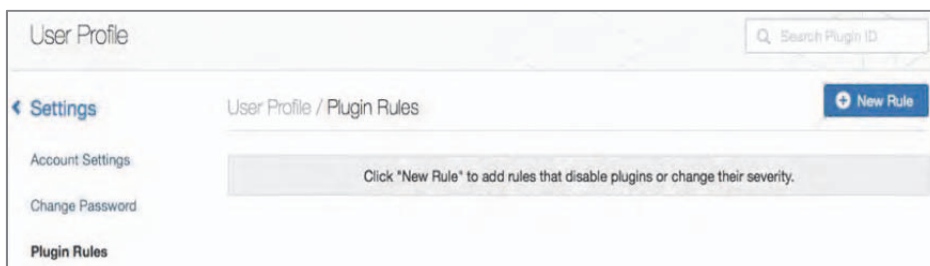 User Profile
Search Plugin ID
Settings
User Profile / Plugin Rules
New Rule
Account Settings
Click "New Rule" to add rules that disable plugins or change their severity.
Change Password
Plugin Rules